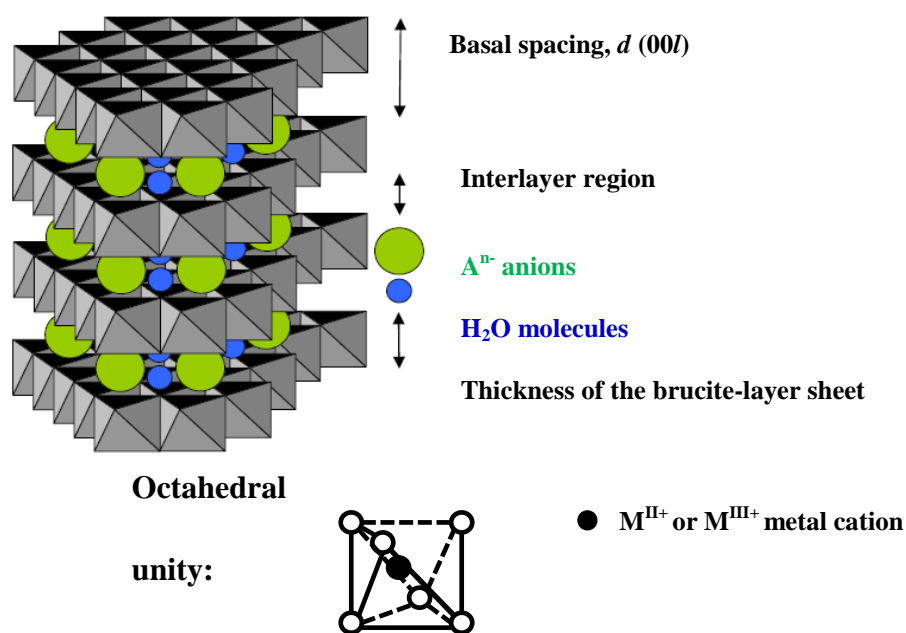 Basal spacing, d (00l)
Interlayer region
Aⁿ⁻ anions
H₂O molecules
Thickness of the brucite-layer sheet
Octahedral
unity:
Mᴵᴵ⁺ or Mᴵᴵᴵ⁺ metal cation